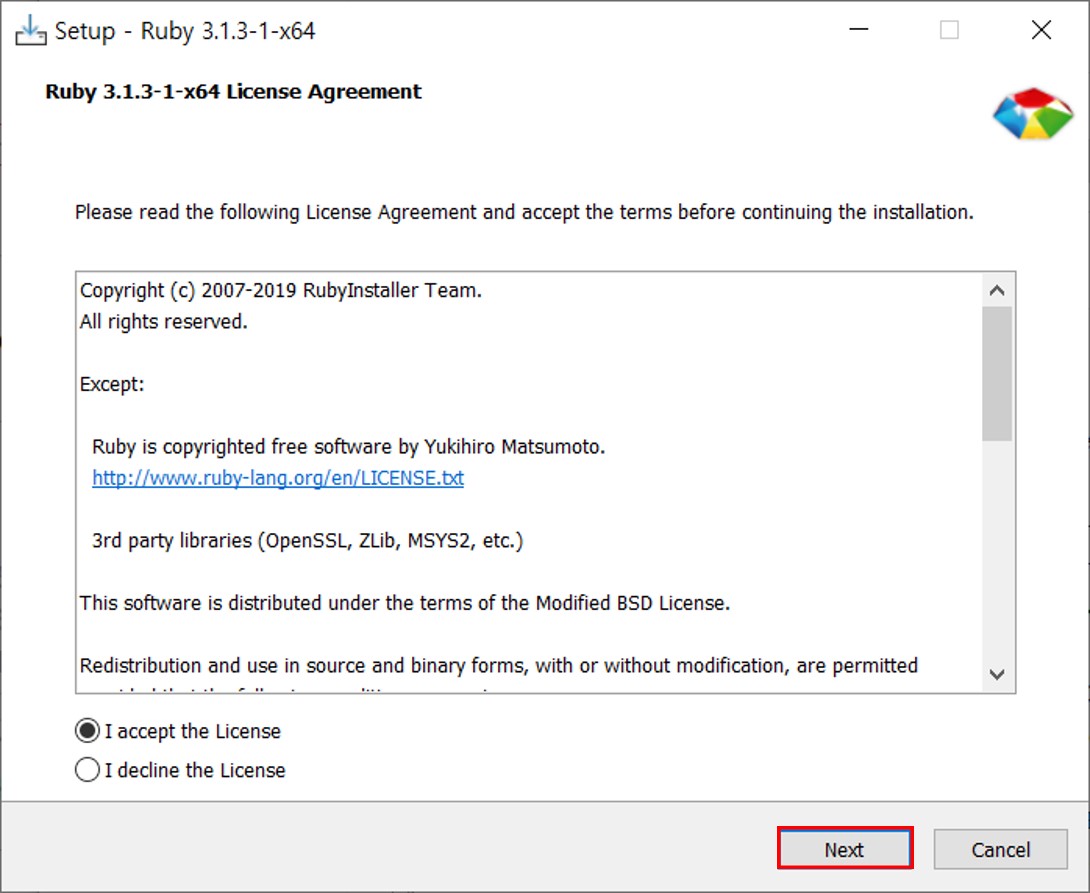 Setup - Ruby 3.1.3-1-x64
Ruby 3.1.3-1-x64 License Agreement
Please read the following License Agreement and accept the terms before continuing the installation.
Copyright (c) 2007-2019 RubyInstaller Team.
All rights reserved.
Except:
Ruby is copyrighted free software by Yukihiro Matsumoto.
http://www.ruby-lang.org/en/LICENSE.txt
3rd party libraries (OpenSSL, ZLib, MSYS2, etc.)
This software is distributed under the terms of the Modified BSD License.
Redistribution and use in source and binary forms, with or without modification, are permitted
I accept the License
I decline the License
Next
Cancel